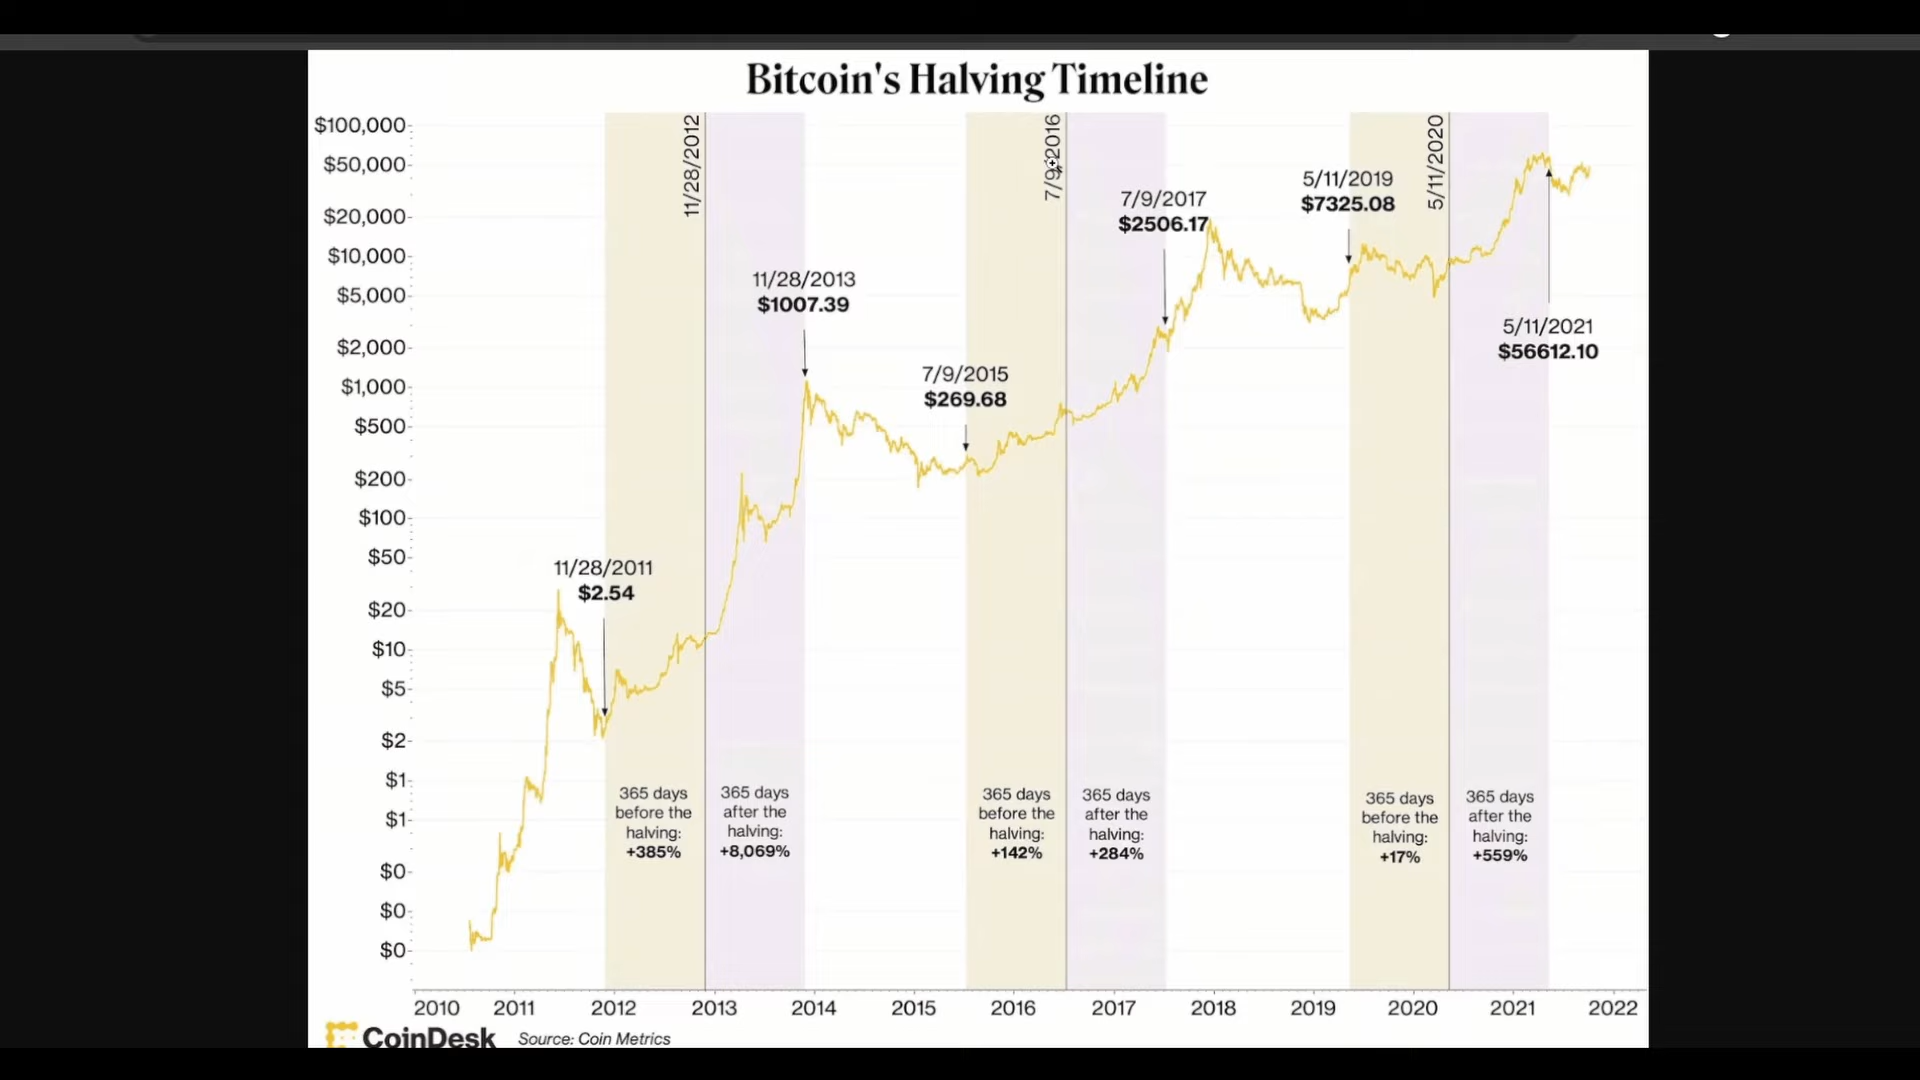 Bitcoin's Halving Timeline
$100,000
$50,000
$20,000
$10,000
$5,000
$2,000
$1,000
$500
$200
$100
$50
$20
$10
$5
$2
$1
$1
$0
$0
$0
11/28/2012
7/9/2016
5/11/2020
11/28/2011
$2.54
11/28/2013
$1007.39
7/9/2015
$269.68
7/9/2017
$2506.17
5/11/2019
$7325.08
5/11/2021
$56612.10
365 days
before the
halving:
+385%
365 days
after the
halving:
+8,069%
365 days
before the
halving:
+142%
365 days
after the
halving:
+284%
365 days
before the
halving:
+17%
365 days
after the
halving:
+559%
2010 2011 2012 2013 2014 2015 2016 2017 2018 2019 2020 2021 2022
CoinDesk Source: Coin Metrics